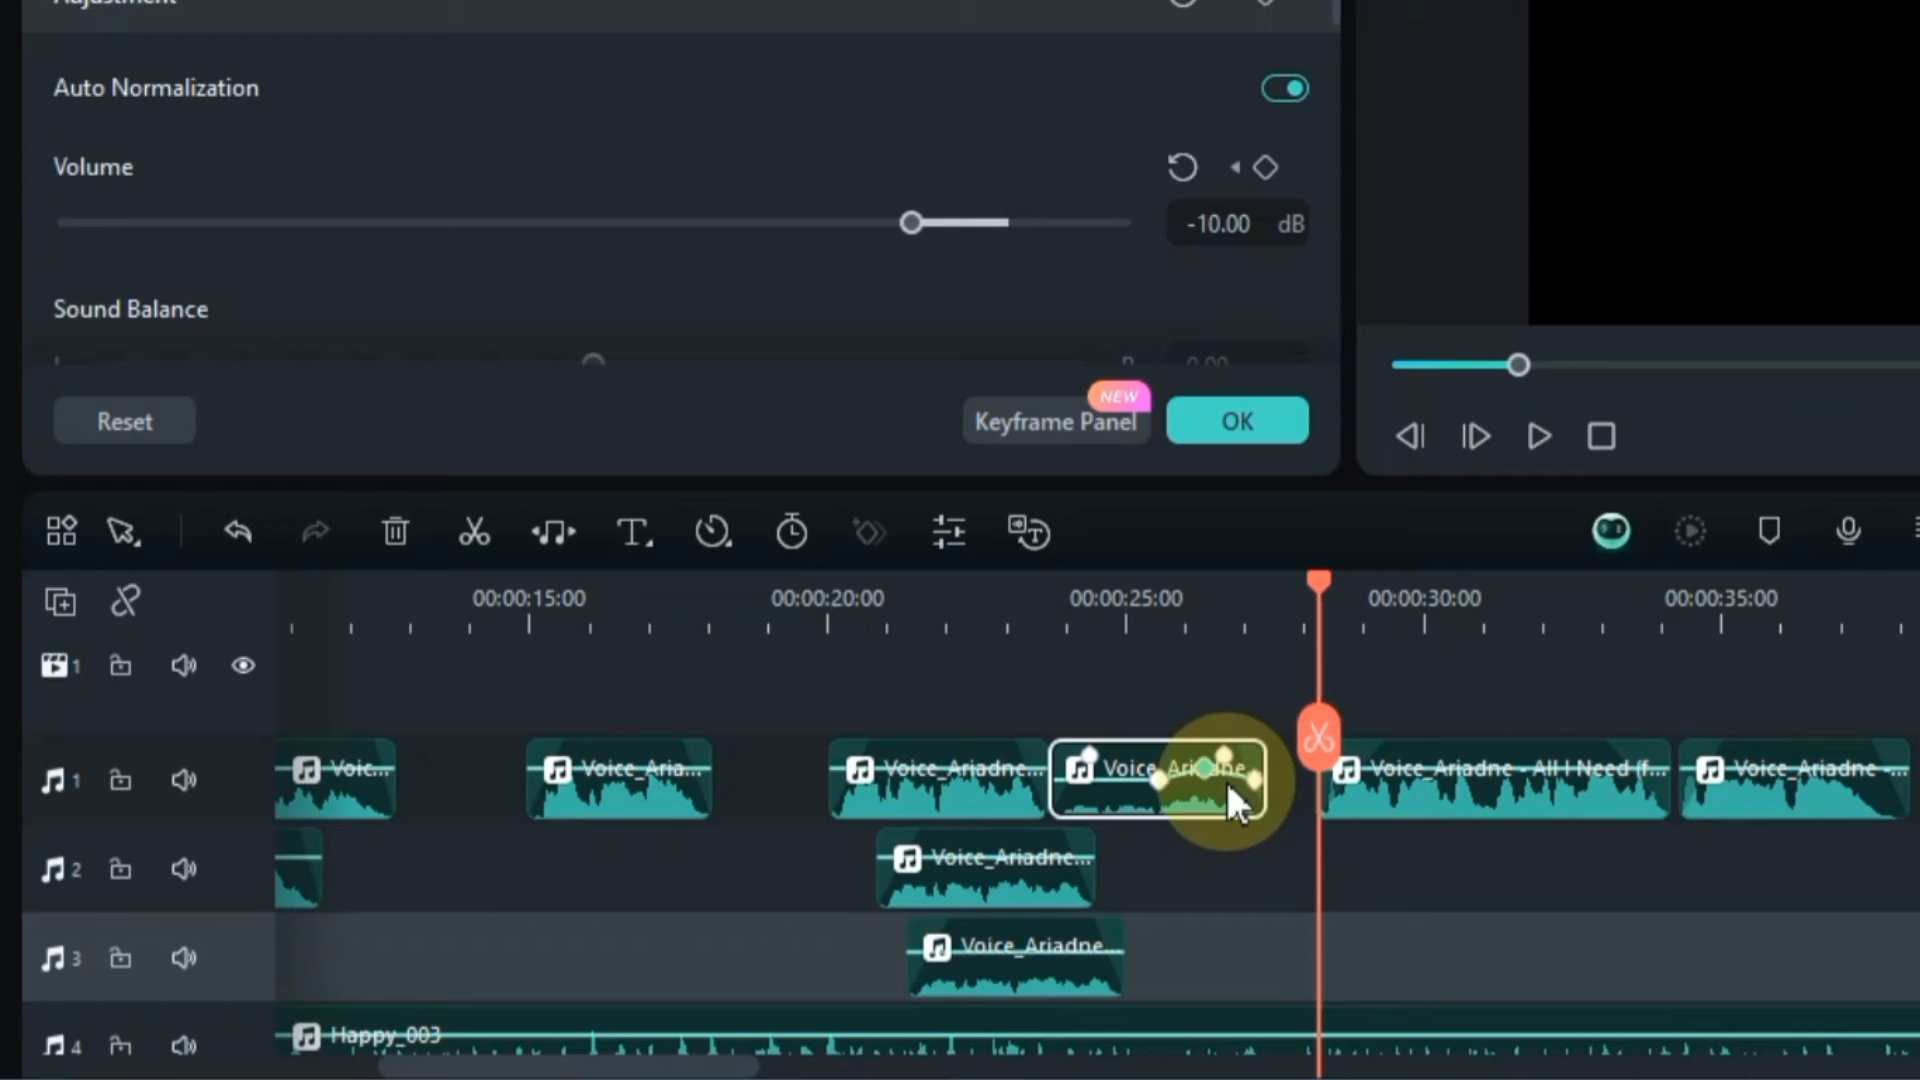 Adjustment
Auto Normalization
Volume
-10.00 dB
Sound Balance
L R 0.00
NEW
Reset Keyframe Panel OK
00:00:15:00 00:00:20:00 00:00:25:00 00:00:30:00 00:00:35:00
1
1 Voic... Voice_Aria... Voice_Ariadne... Voice_Ariadne... Voice_Ariadne - All I Need (f... Voice_Ariadne -...
2 Voice_Ariadne...
3 Voice_Ariadne...
4 Happy_003